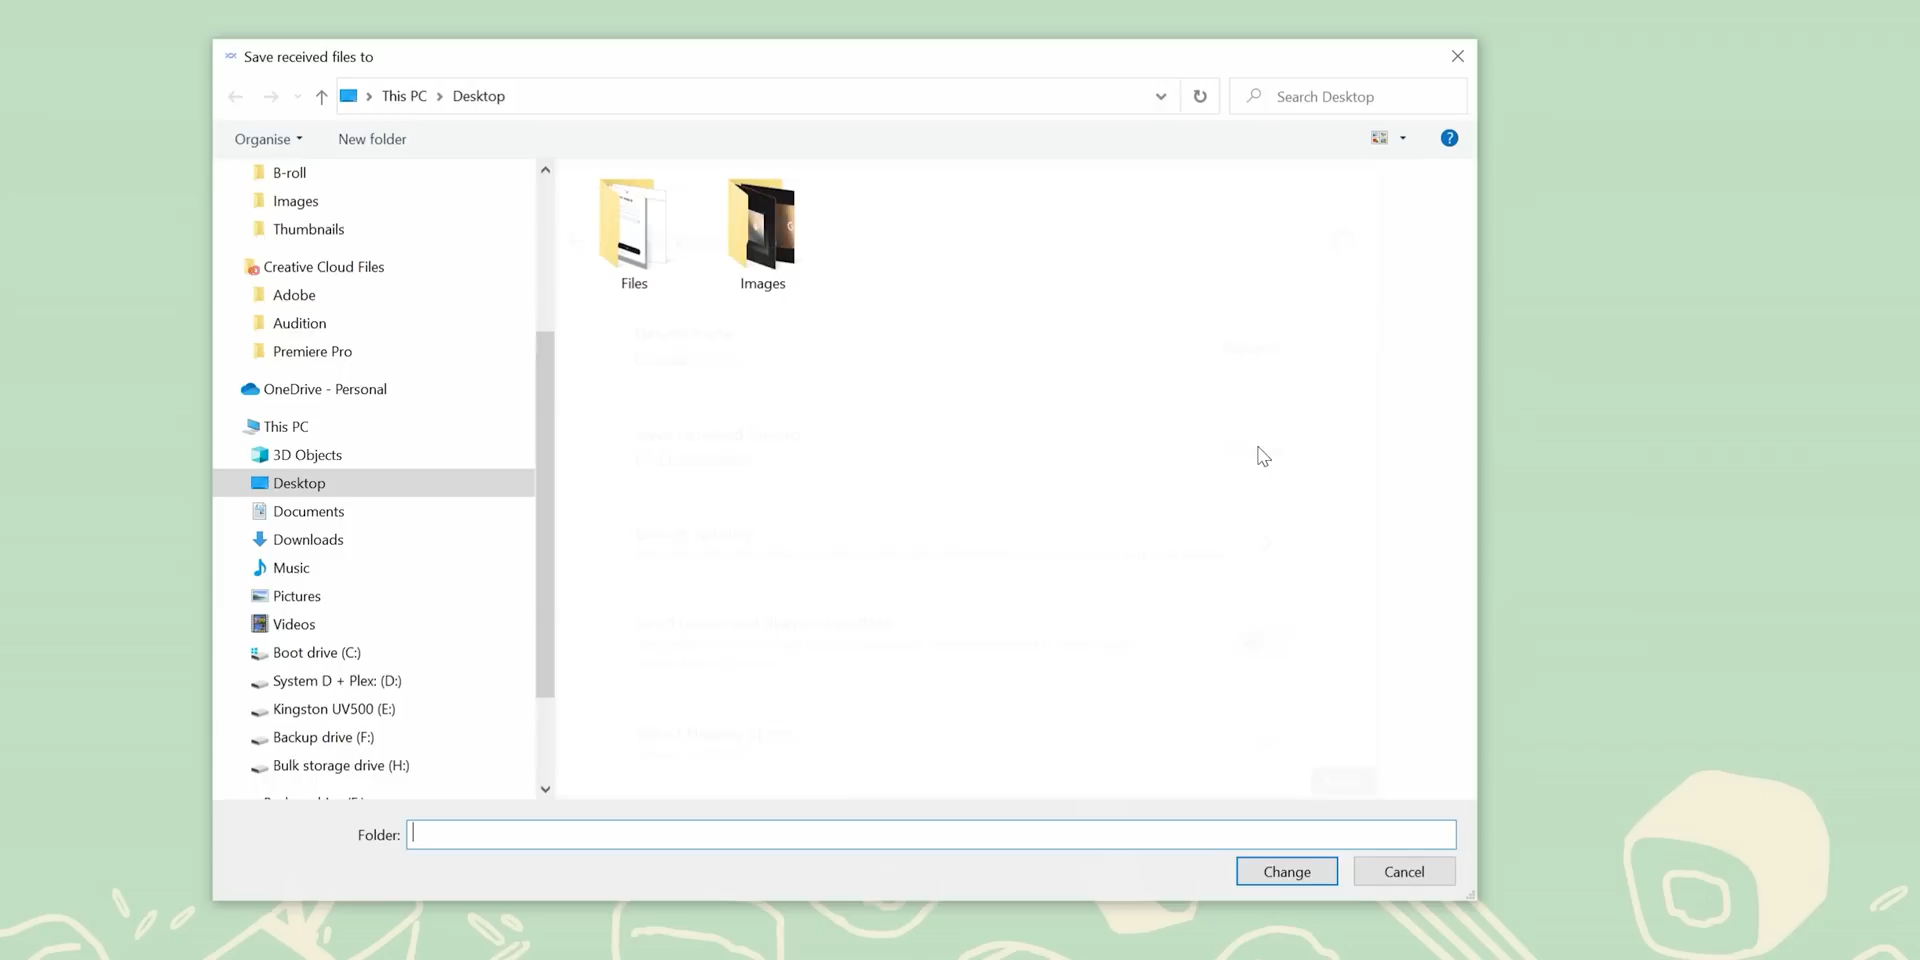 Save received files to
This PC
Desktop
Search Desktop
Organise
New folder
B-roll
Images
Thumbnails
Creative Cloud Files
Adobe
Audition
Premiere Pro
OneDrive - Personal
This PC
3D Objects
Desktop
Documents
Downloads
Music
Pictures
Videos
Boot drive (C:)
System D + Plex: (D:)
Kingston UV500 (E:)
Backup drive (F:)
Bulk storage drive (H:)
Files
Images
Folder:
Change
Cancel